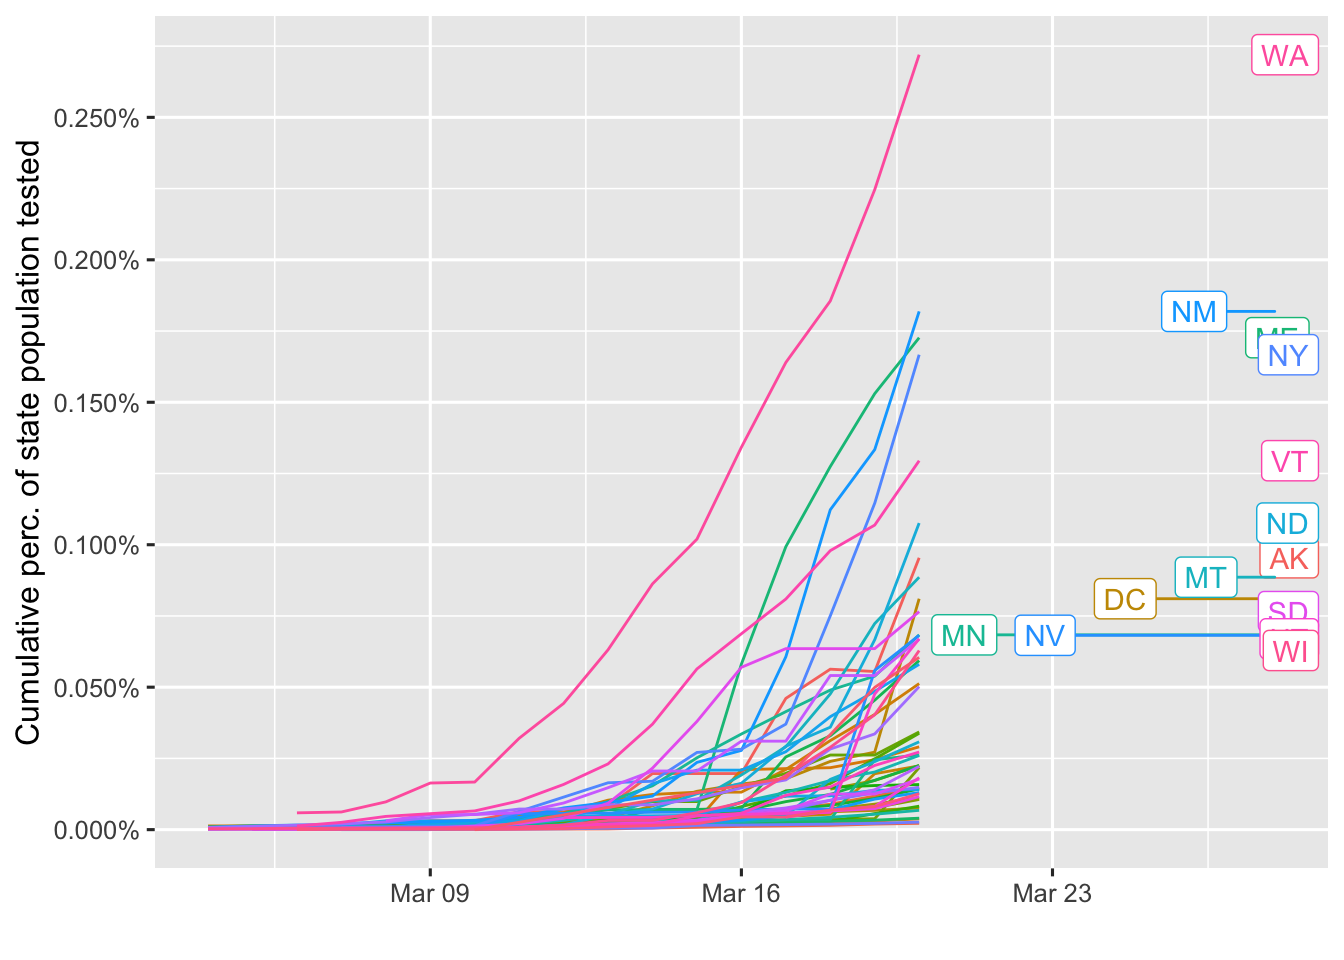 Cumulative perc. of state population tested
0.250%
0.200%
0.150%
0.100%
0.050%
0.000%
Mar 09
Mar 16
Mar 23
WA
NM
ME
NY
VT
ND
AK
MT
DC
SD
MN
NV
WI